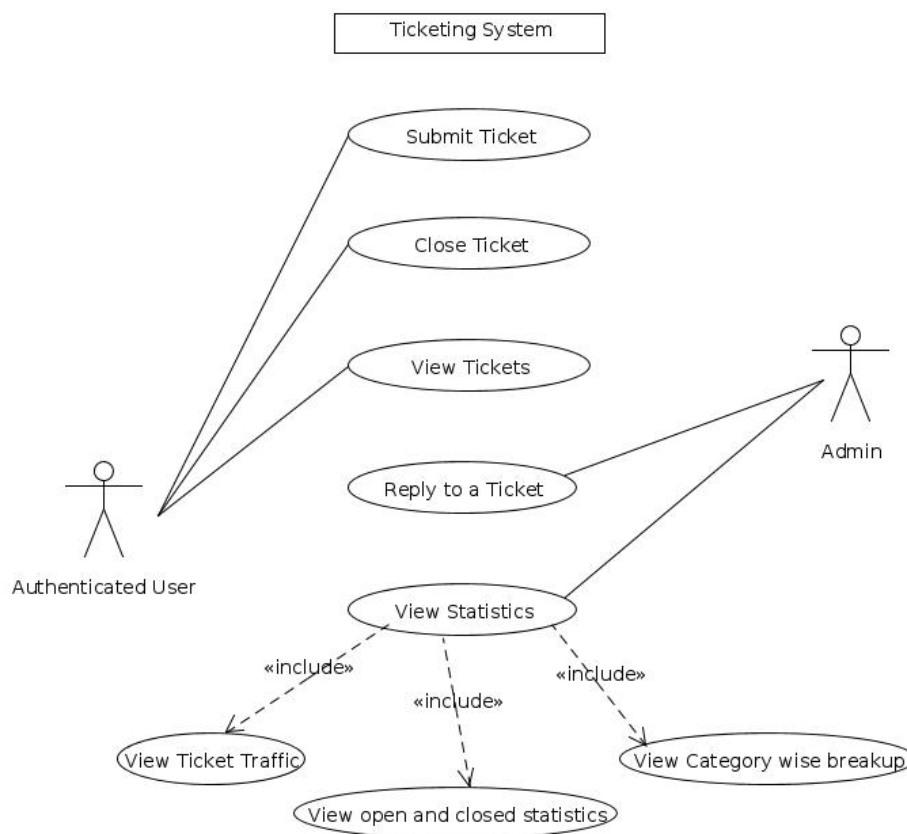 Ticketing System
Submit Ticket
Close Ticket
View Tickets
Admin
Reply to a Ticket
Authenticated User
View Statistics
«include»
«include»
«include»
View Ticket Traffic
View Category wise breakup
View open and closed statistics